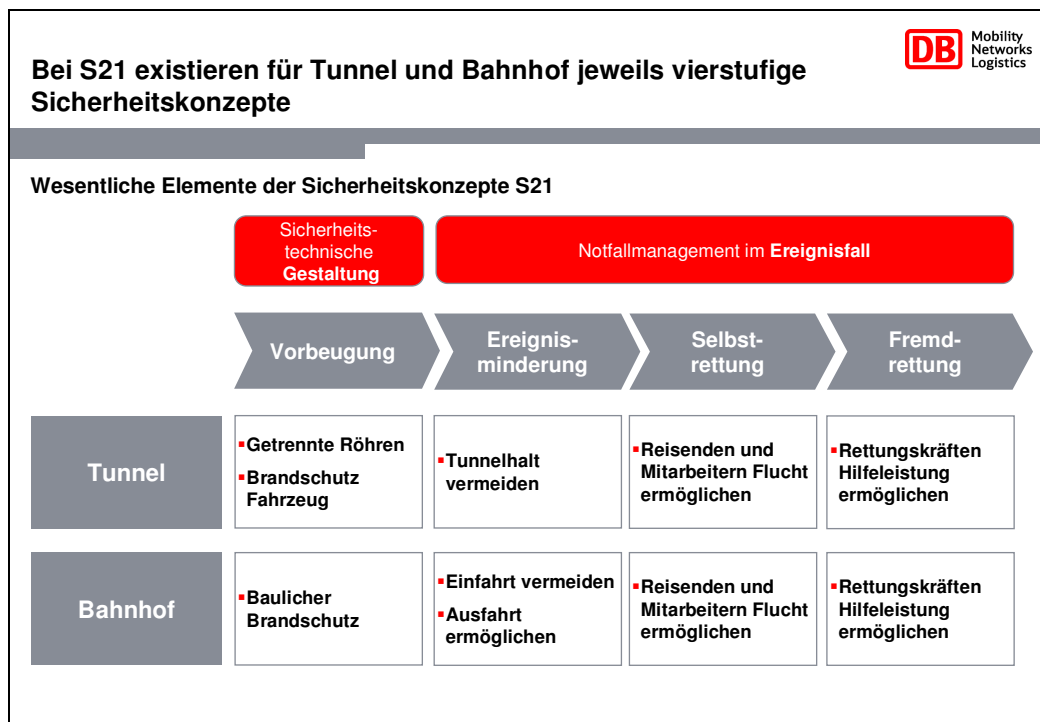 DB
Mobility
Networks
Logistics
Bei S21 existieren für Tunnel und Bahnhof jeweils vierstufige
Sicherheitskonzepte
Wesentliche Elemente der Sicherheitskonzepte S21
Sicherheits-
technische
Gestaltung
Notfallmanagement im Ereignisfall
Vorbeugung
Ereignis-
minderung
Selbst-
rettung
Fremd-
rettung
Tunnel
▪Getrennte Röhren
▪Brandschutz
Fahrzeug
▪Tunnelhalt
vermeiden
▪Reisenden und
Mitarbeitern Flucht
ermöglichen
▪Rettungskräften
Hilfeleistung
ermöglichen
Bahnhof
▪Baulicher
Brandschutz
▪Einfahrt vermeiden
▪Ausfahrt
ermöglichen
▪Reisenden und
Mitarbeitern Flucht
ermöglichen
▪Rettungskräften
Hilfeleistung
ermöglichen